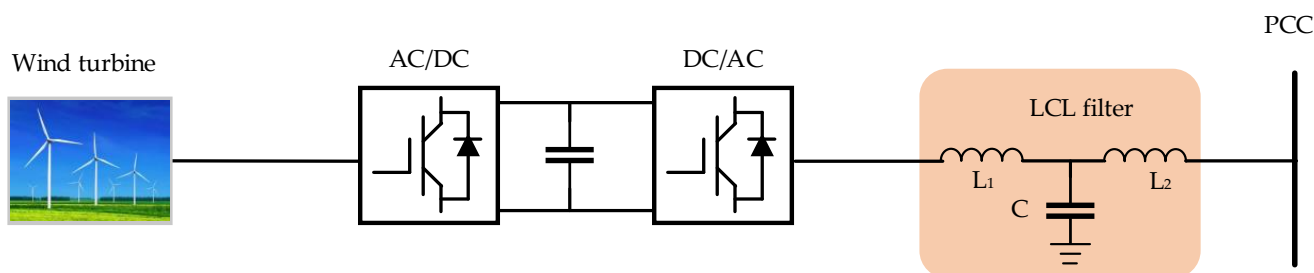 Wind turbine
AC/DC
DC/AC
PCC
LCL filter
L1
L2
C